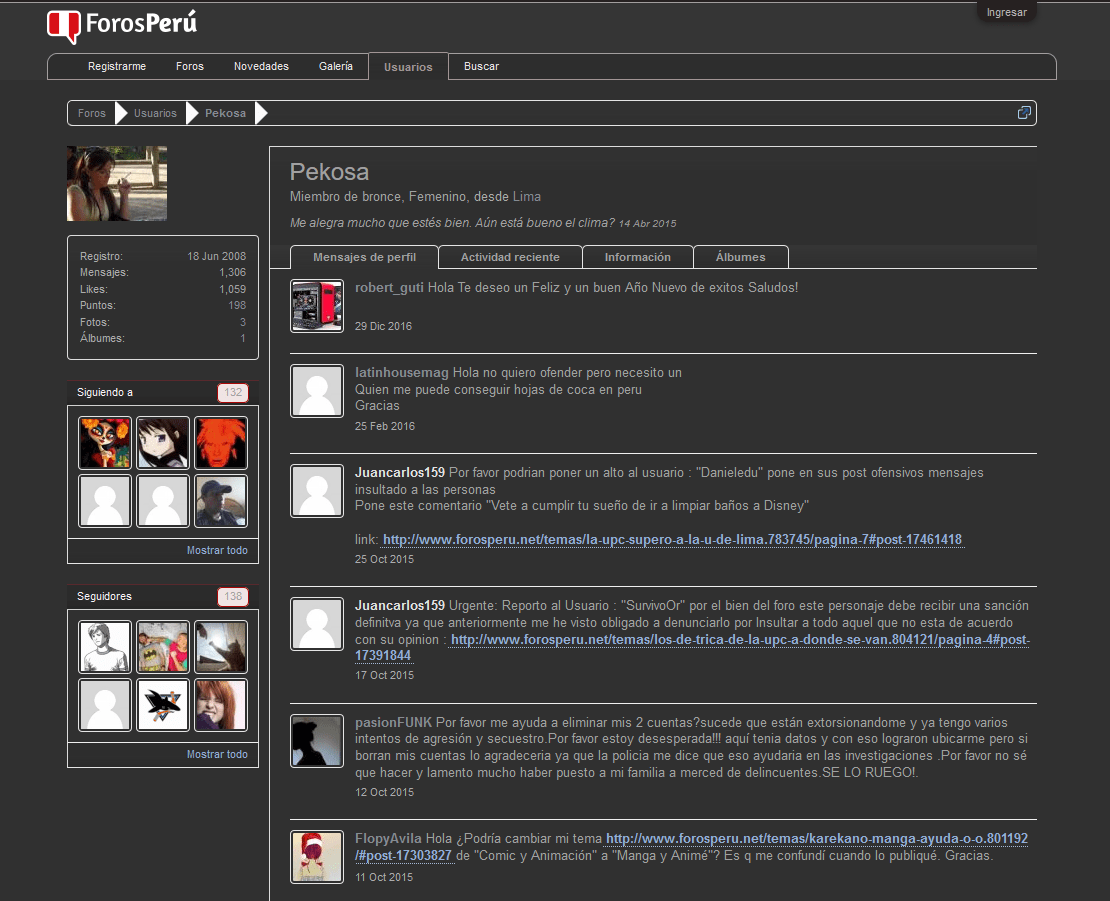 ForosPerú
Ingresar
Registrarme Foros Novedades Galería Usuarios Buscar
Foros Usuarios Pekosa
Pekosa
Miembro de bronce, Femenino, desde Lima
Me alegra mucho que estés bien. Aún está bueno el clima? 14 Abr 2015
Registro: 18 Jun 2008
Mensajes: 1,306
Likes: 1,059
Puntos: 198
Fotos: 3
Álbumes: 1
Siguiendo a 132
Mostrar todo
Seguidores 138
Mostrar todo
Mensajes de perfil Actividad reciente Información Álbumes
robert_guti Hola Te deseo un Feliz y un buen Año Nuevo de exitos Saludos!
29 Dic 2016
latinhousemag Hola no quiero ofender pero necesito un
Quien me puede conseguir hojas de coca en peru
Gracias
25 Feb 2016
Juancarlos159 Por favor podrian poner un alto al usuario : "Danieledu" pone en sus post ofensivos mensajes
insultado a las personas
Pone este comentario "Vete a cumplir tu sueño de ir a limpiar baños a Disney"
link: http://www.forosperu.net/temas/la-upc-supero-a-la-u-de-lima.783745/pagina-7#post-17461418
25 Oct 2015
Juancarlos159 Urgente: Reporto al Usuario : "SurvivoOr" por el bien del foro este personaje debe recibir una sanción
definitva ya que anteriormente me he visto obligado a denunciarlo por Insultar a todo aquel que no esta de acuerdo
con su opinion : http://www.forosperu.net/temas/los-de-trica-de-la-upc-a-donde-se-van.804121/pagina-4#post-
17391844
17 Oct 2015
pasionFUNK Por favor me ayuda a eliminar mis 2 cuentas?sucede que están extorsionandome y ya tengo varios
intentos de agresión y secuestro.Por favor estoy desesperada!!! aquí tenia datos y con eso lograron ubicarme pero si
borran mis cuentas lo agradeceria ya que la policia me dice que eso ayudaria en las investigaciones .Por favor no sé
que hacer y lamento mucho haber puesto a mi familia a merced de delincuentes.SE LO RUEGO!.
12 Oct 2015
FlopyAvila Hola ¿Podría cambiar mi tema http://www.forosperu.net/temas/karekano-manga-ayuda-o-o.801192
/#post-17303827 de "Comic y Animación" a "Manga y Animé"? Es q me confundí cuando lo publiqué. Gracias.
11 Oct 2015